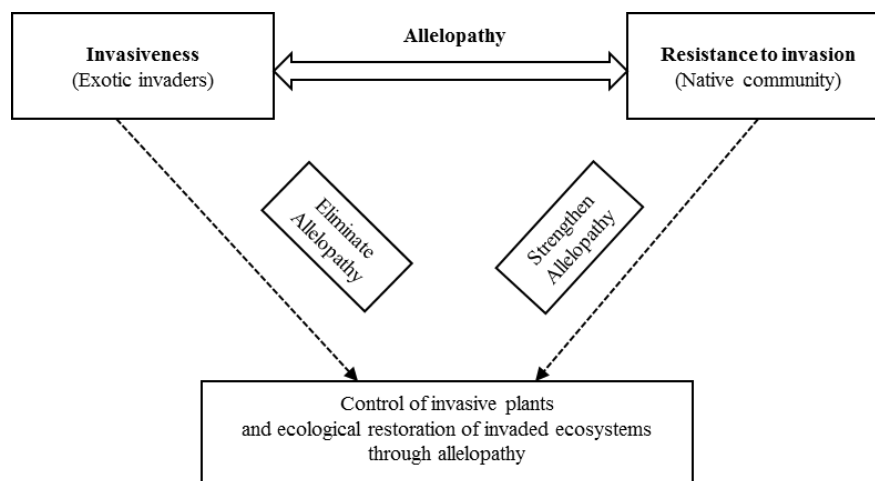 Allelopathy
Invasiveness
(Exotic invaders)
Resistance to invasion
(Native community)
Eliminate
Allelopathy
Strengthen
Allelopathy
Control of invasive plants
and ecological restoration of invaded ecosystems
through allelopathy